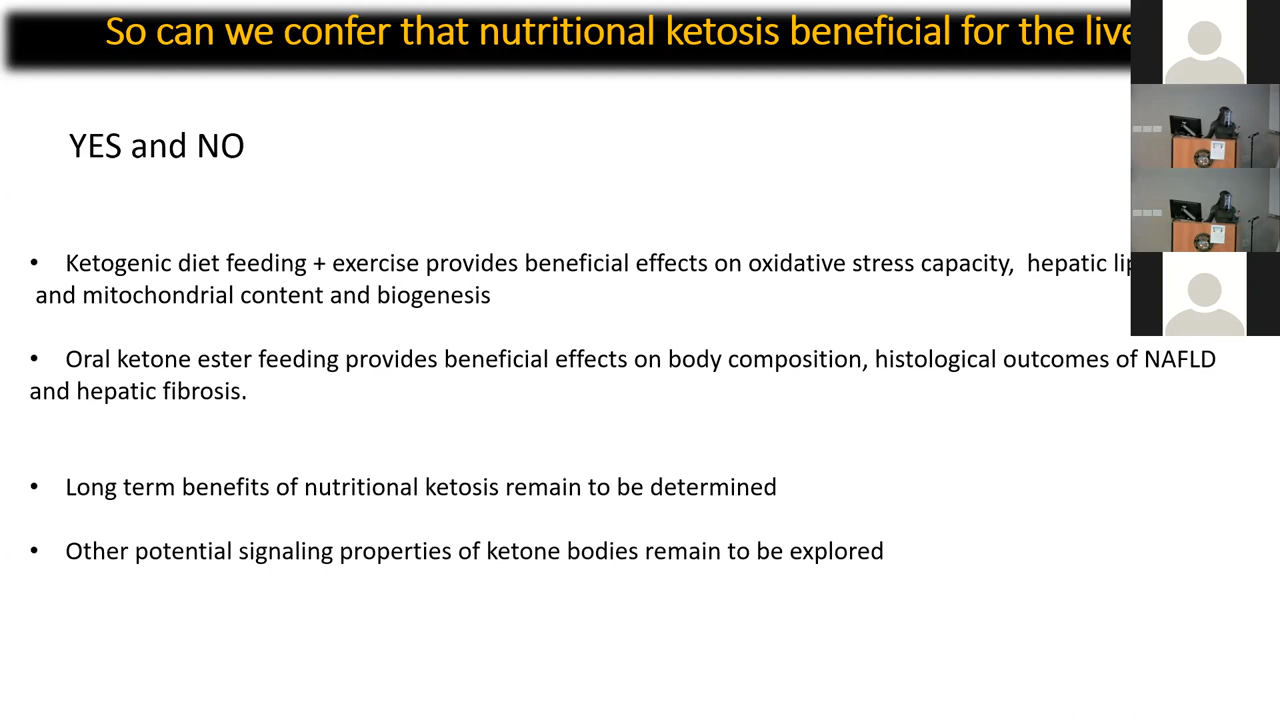 So can we confer that nutritional ketosis beneficial for the
YES and NO
• Ketogenic diet feeding + exercise provides beneficial effects on oxidative stress capacity, hepatic
and mitochondrial content and biogenesis
• Oral ketone ester feeding provides beneficial effects on body composition, histological outcomes of NAFLD
and hepatic fibrosis.
• Long term benefits of nutritional ketosis remain to be determined
• Other potential signaling properties of ketone bodies remain to be explored